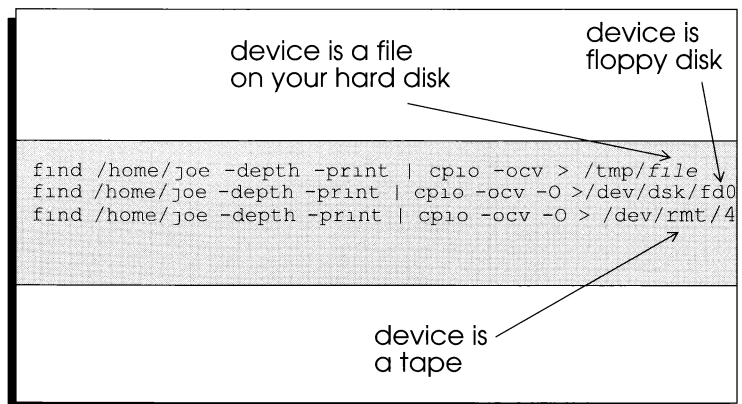 device is a file
on your hard disk
device is
floppy disk
find /home/joe -depth -print | cpio -ocv > /tmp/file
find /home/joe -depth -print | cpio -ocv -O >/dev/dsk/fd0
find /home/joe -depth -print | cpio -ocv -O > /dev/rmt/4
device is
a tape